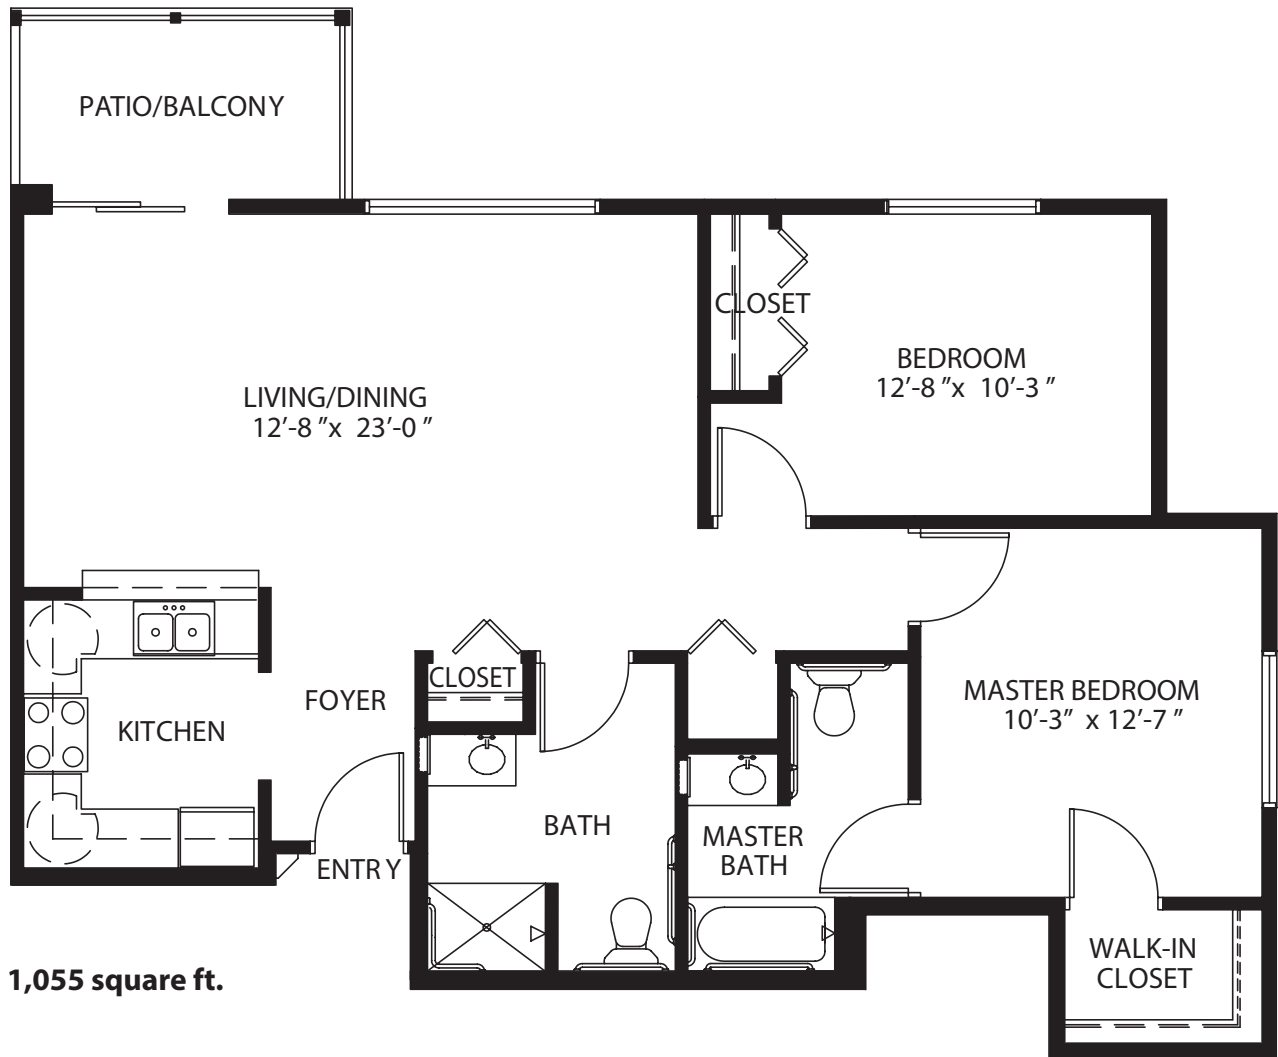 PATIO/BALCONY
CLOSET
BEDROOM
12’-8 ”x 10’-3 ”
LIVING/DINING
12’-8 ”x 23’-0 ”
CLOSET
FOYER
KITCHEN
MASTER BEDROOM
10’-3” x 12’-7 ”
BATH
MASTER
BATH
ENTRY
WALK-IN
CLOSET
1,055 square ft.